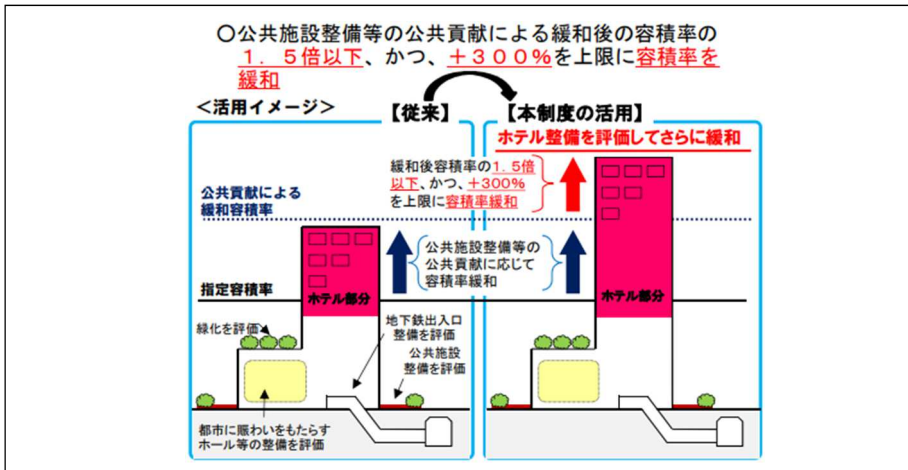 〇公共施設整備等の公共貢献による緩和後の容積率の
１．５倍以下、かつ、＋３００％を上限に容積率を
緩和
＜活用イメージ＞
【従来】
【本制度の活用】
ホテル整備を評価してさらに緩和
緩和後容積率の１．５倍
以下、かつ、＋300％
を上限に容積率緩和
公共貢献による
緩和容積率
公共施設整備等の
公共貢献に応じて
容積率緩和
指定容積率
ホテル部分
ホテル部分
緑化を評価
地下鉄出入口
整備を評価
公共施設
整備を評価
都市に賑わいをもたらす
ホール等の整備を評価